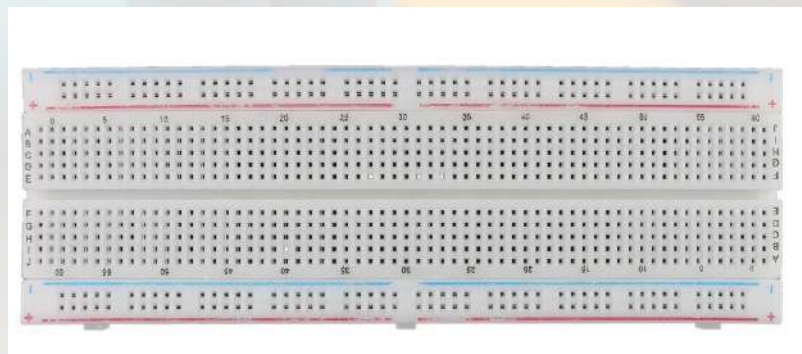 - -
+ +
0 5 10 15 20 25 30 35 40 45 50 55 60
A J
B I
C H
D G
E F
F E
G D
H C
I B
J A
60 55 50 45 40 35 30 25 20 15 10 5 0
- -
+ +